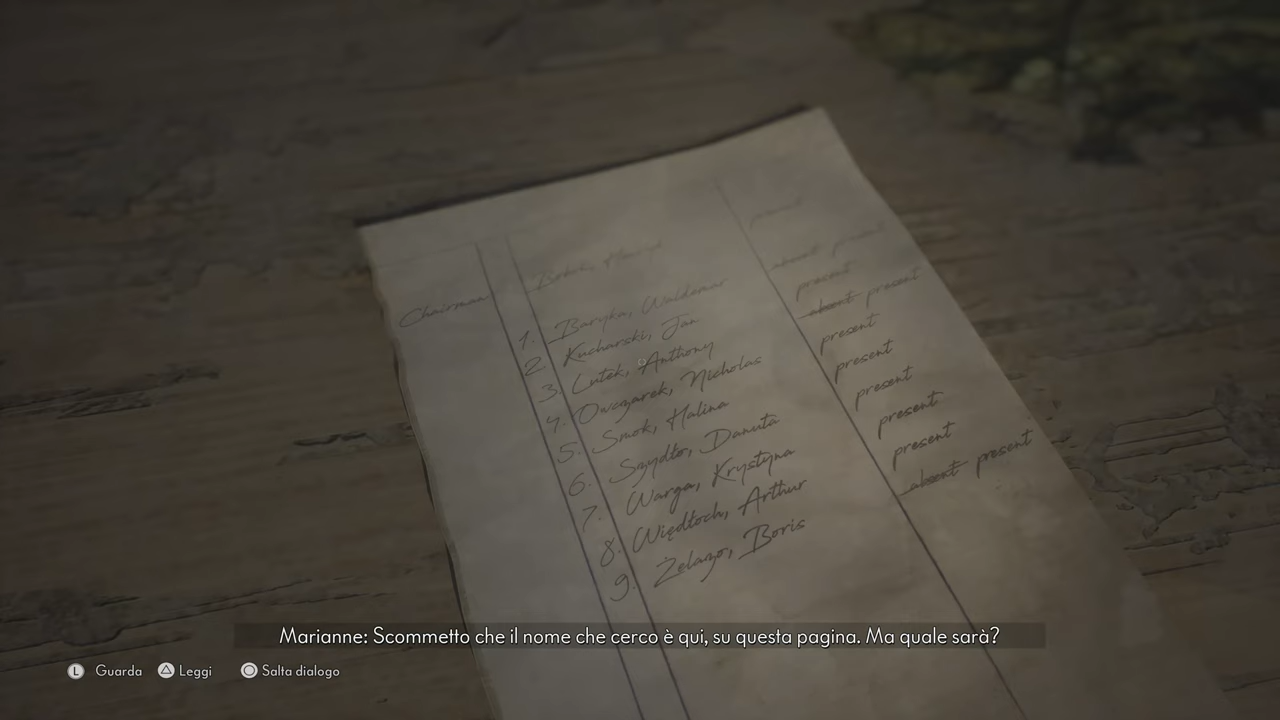 Chairman present
1. Baryka, Waldemar absent present
2. Kucharski, Jan present
3. Lutek, Anthony absent present
4. Owczarek, Nicholas present
5. Smok, Halina present
6. Szydło, Danuta present
7. Warga, Krystyna present
8. Więdłoch, Arthur present
9. Żelazo, Boris absent present
Marianne: Scommetto che il nome che cerco è qui, su questa pagina. Ma quale sarà?
L Guarda Leggi Salta dialogo